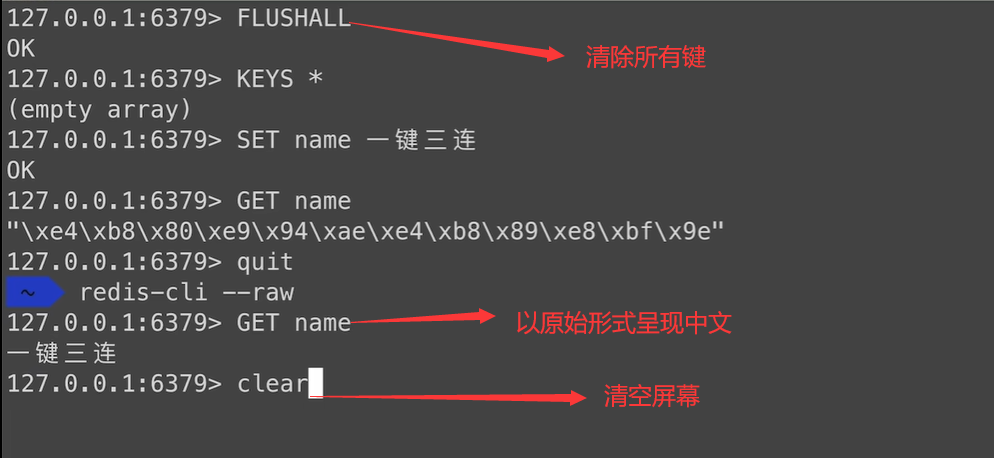 127.0.0.1:6379> FLUSHALL
清除所有键
OK
127.0.0.1:6379> KEYS *
(empty array)
127.0.0.1:6379> SET name 一键三连
OK
127.0.0.1:6379> GET name
"\xe4\xb8\x80\xe9\x94\xae\xe4\xb8\x89\xe8\xbf\x9e"
127.0.0.1:6379> quit
~ redis-cli --raw
127.0.0.1:6379> GET name
以原始形式呈现中文
一键三连
127.0.0.1:6379> clear
清空屏幕